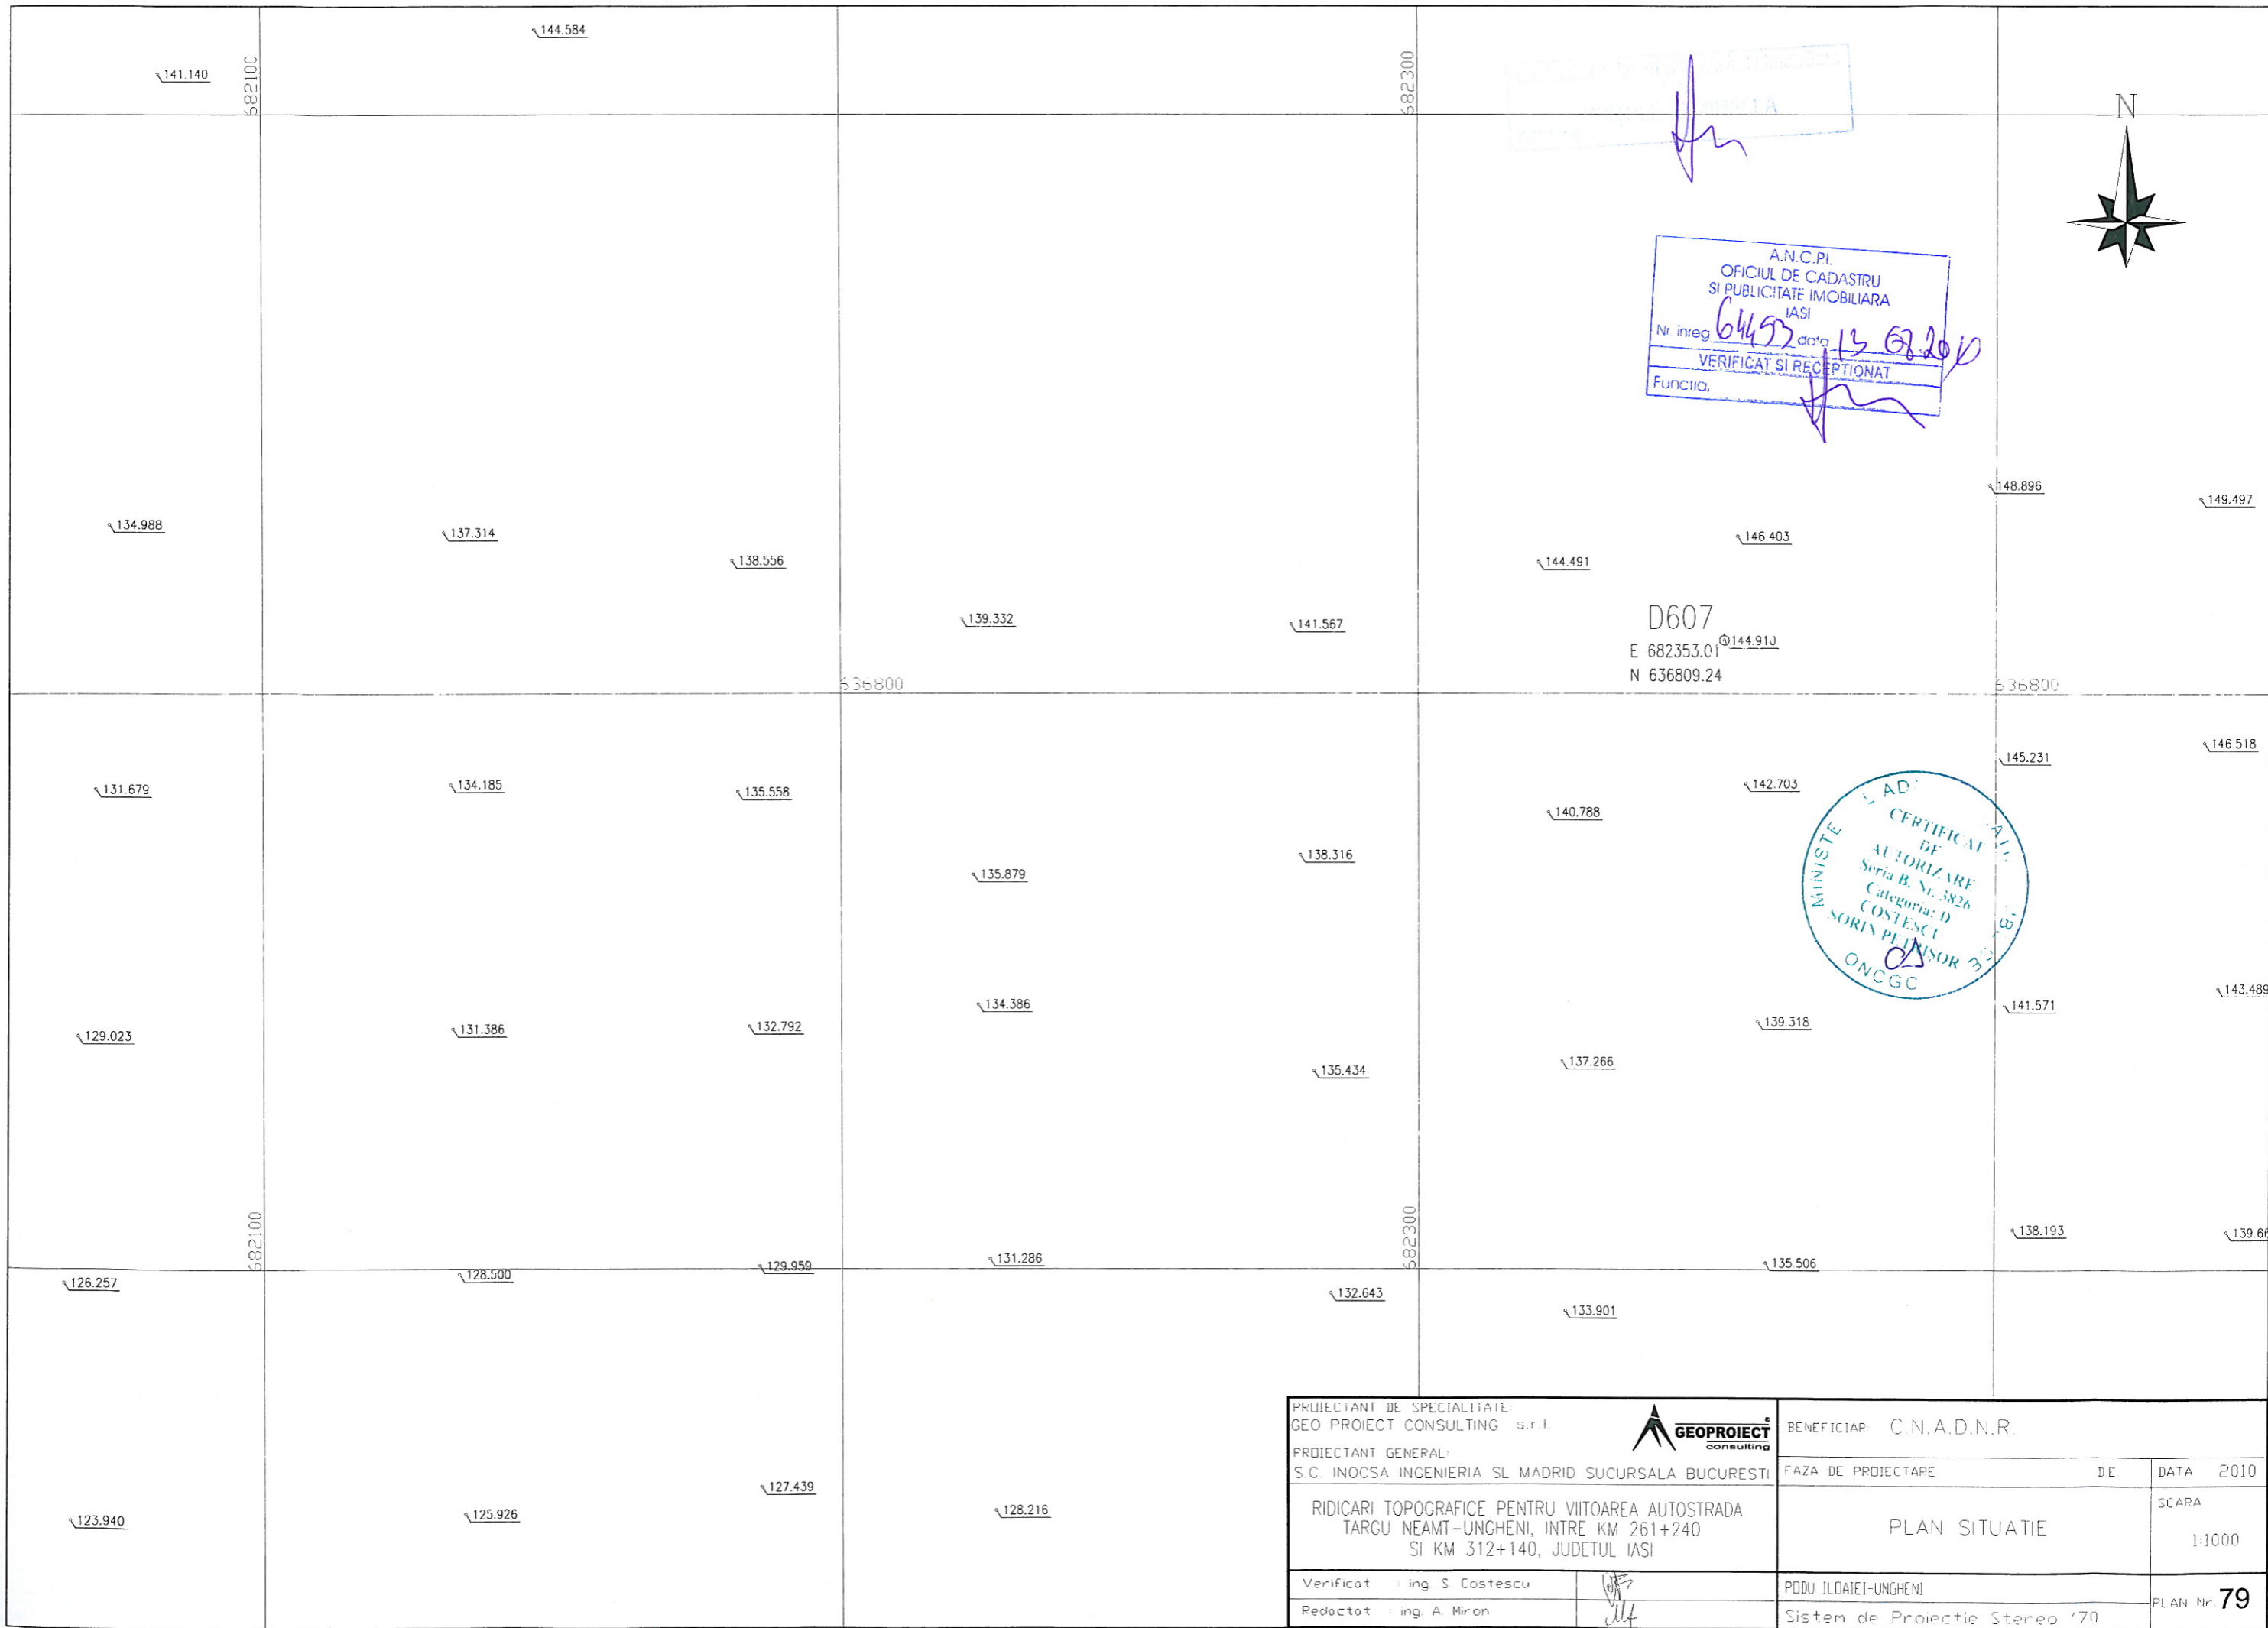 144.584
141.140
682100
682300
N
A.N.C.P.I.
OFICIUL DE CADASTRU
SI PUBLICITATE IMOBILIARA
IASI
Nr inreg 64493 data 13
VERIFICAT SI RECEPTIONAT
Functia,
148.896
149.497
134.988
137.314
146.403
138.556
144.491
139.332
141.567
D607
144.910
E 682353.01
N 636809.24
636800
636800
146.518
145.231
131.679
134.185
135.558
142.703
140.788
138.316
135.879
MINISTE
CERTIFICAT
DE
AUTORIZARE
Seria B. Nr. 3826
Categoria: D
COSTESCU
SORIN PETRISOR
ONCGC
143.489
134.386
141.571
129.023
131.386
132.792
139.318
137.266
135.434
682100
682300
138.193
139.66
131.286
129.959
135.506
126.257
128.500
132.643
133.901
127.439
128.216
125.926
123.940
PROIECTANT DE SPECIALITATE
GEO PROIECT CONSULTING s.r.l.
GEOPROIECT
consulting
PROIECTANT GENERAL:
S.C. INOCSA INGENIERIA SL MADRID SUCURSALA BUCURESTI
BENEFICIAR: C.N.A.D.N.R.
FAZA DE PROIECTARE D.E. DATA 2010
RIDICARI TOPOGRAFICE PENTRU VIITOAREA AUTOSTRADA
TARGU NEAMT-UNGHENI, INTRE KM 261+240
SI KM 312+140, JUDETUL IASI
PLAN SITUATIE
SCARA
1:1000
Verificat : ing. S. Costescu
Redactat : ing. A. Miron
PODU ILOAIEI-UNGHENI
Sistem de Proiectie Stereo '70
PLAN Nr. 79